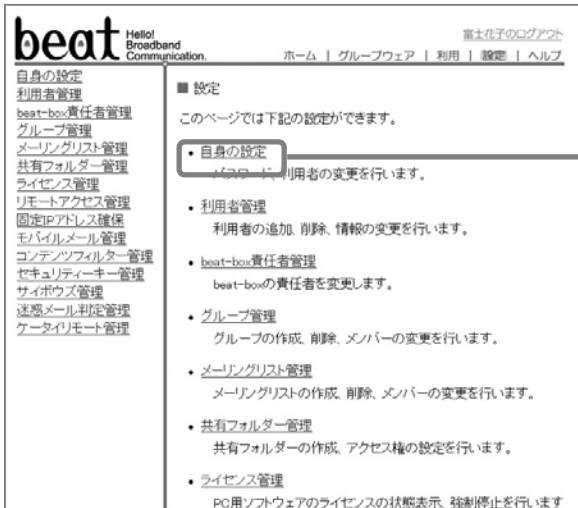 beat Hello!
Broadband
Communication.
富士花子のログアウト
ホーム | グループウェア | 利用 | 設定 | ヘルプ
自身の設定
利用者管理
beat-box責任者管理
グループ管理
メーリングリスト管理
共有フォルダー管理
ライセンス管理
リモートアクセス管理
固定IPアドレス確保
モバイルメール管理
コンテンツフィルター管理
セキュリティーキー管理
サイボウズ管理
迷惑メール判定管理
ケータイリモート管理
■ 設定
このページでは下記の設定ができます。
• 自身の設定
パスワード、利用者の変更を行います。
• 利用者管理
利用者の追加、削除、情報の変更を行います。
• beat-box責任者管理
beat-boxの責任者を変更します。
• グループ管理
グループの作成、削除、メンバーの変更を行います。
• メーリングリスト管理
メーリングリストの作成、削除、メンバーの変更を行います。
• 共有フォルダー管理
共有フォルダーの作成、アクセス権の設定を行います。
• ライセンス管理
PC用ソフトウェアのライセンスの状態表示、強制停止を行います